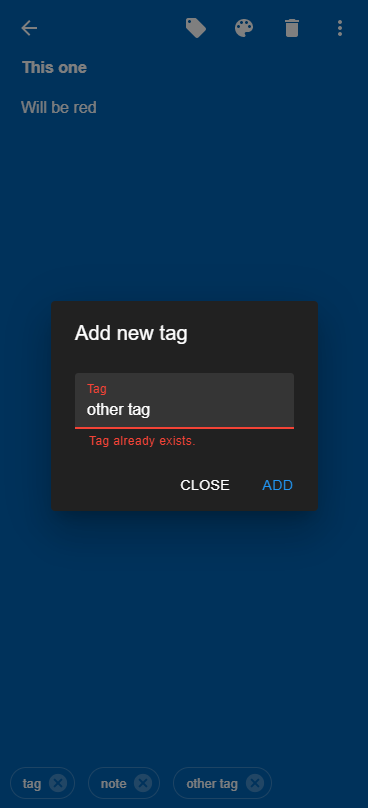 This one
Will be red
Add new tag
Tag
other tag
Tag already exists.
CLOSE ADD
tag note other tag